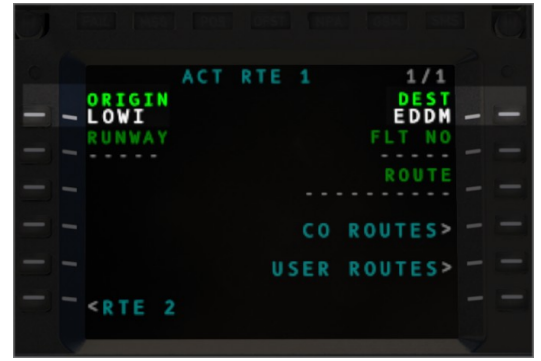 ACT RTE 1 1/1
ORIGIN DEST
LOWI EDDM
RUNWAY FLT NO
----- -----
ROUTE
----------
CO ROUTES>
USER ROUTES>
<RTE 2